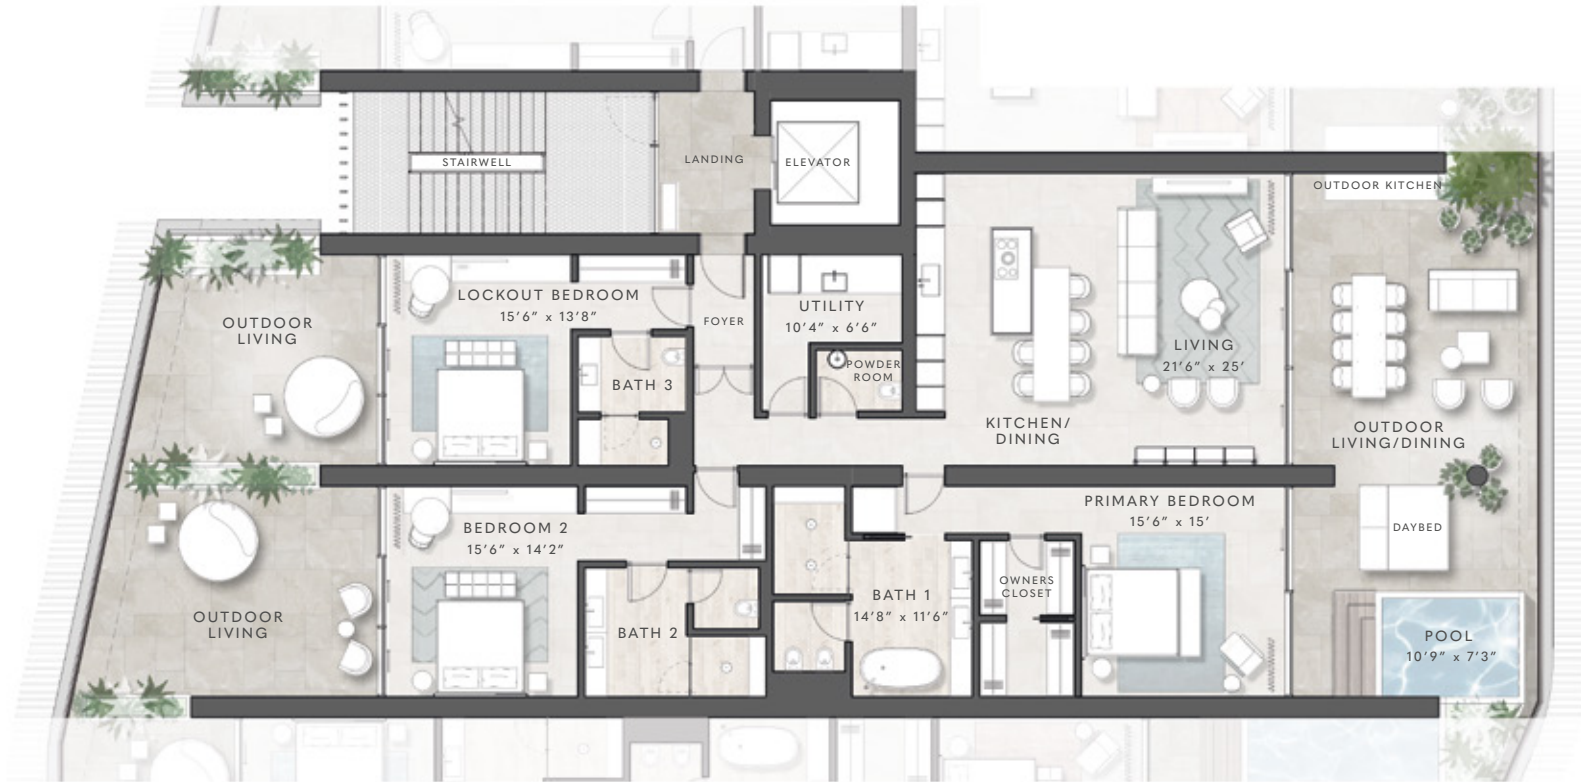 STAIRWELL
LANDING
ELEVATOR
OUTDOOR KITCHEN
OUTDOOR
LIVING
LOCKOUT BEDROOM
15'6" x 13'8"
FOYER
UTILITY
10'4" x 6'6"
POWDER
ROOM
BATH 3
LIVING
21'6" x 25'
KITCHEN/
DINING
OUTDOOR
LIVING/DINING
OUTDOOR
LIVING
BEDROOM 2
15'6" x 14'2"
BATH 2
BATH 1
14'8" x 11'6"
OWNERS
CLOSET
PRIMARY BEDROOM
15'6" x 15'
DAYBED
POOL
10'9" x 7'3"